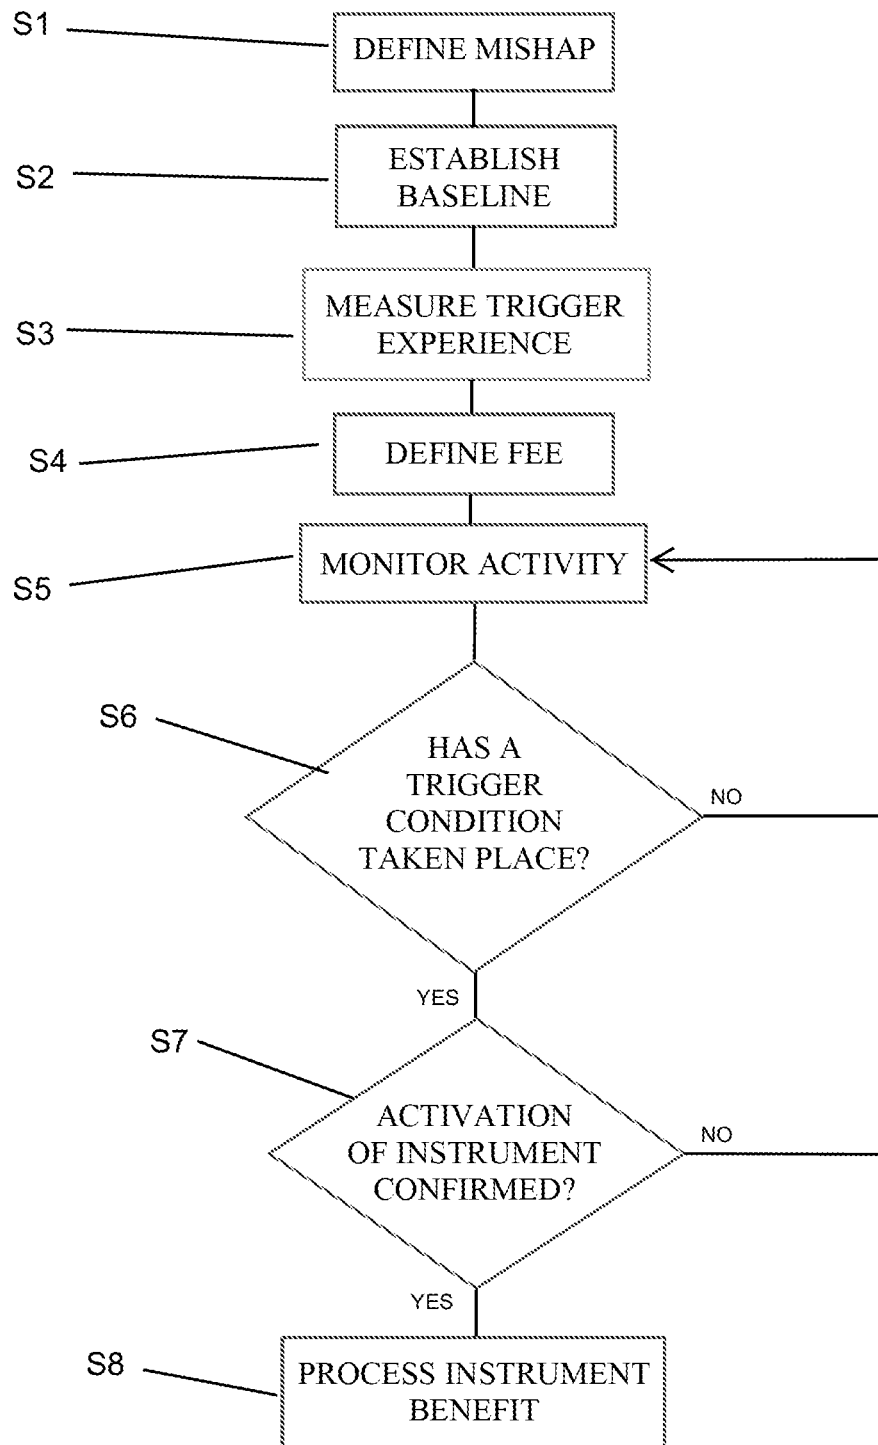 S1
DEFINE MISHAP
S2
ESTABLISH
BASELINE
S3
MEASURE TRIGGER
EXPERIENCE
S4
DEFINE FEE
S5
MONITOR ACTIVITY
S6
HAS A
TRIGGER
CONDITION
TAKEN PLACE?
NO
YES
S7
ACTIVATION
OF INSTRUMENT
CONFIRMED?
NO
YES
S8
PROCESS INSTRUMENT
BENEFIT